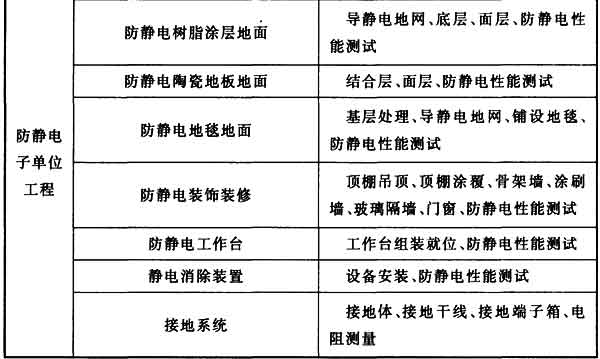 防静电
子单位
工程
防静电树脂涂层地面
导静电地网、底层、面层、防静电性
能测试
防静电陶瓷地板地面
结合层、面层、防静电性能测试
防静电地毯地面
基层处理、导静电地网、铺设地毯、
防静电性能测试
防静电装饰装修
顶棚吊顶、顶棚涂覆、骨架墙、涂刷
墙、玻璃隔墙、门窗、防静电性能测试
防静电工作台
工作台组装就位、防静电性能测试
静电消除装置
设备安装、防静电性能测试
接地系统
接地体、接地干线、接地端子箱、电
阻测量